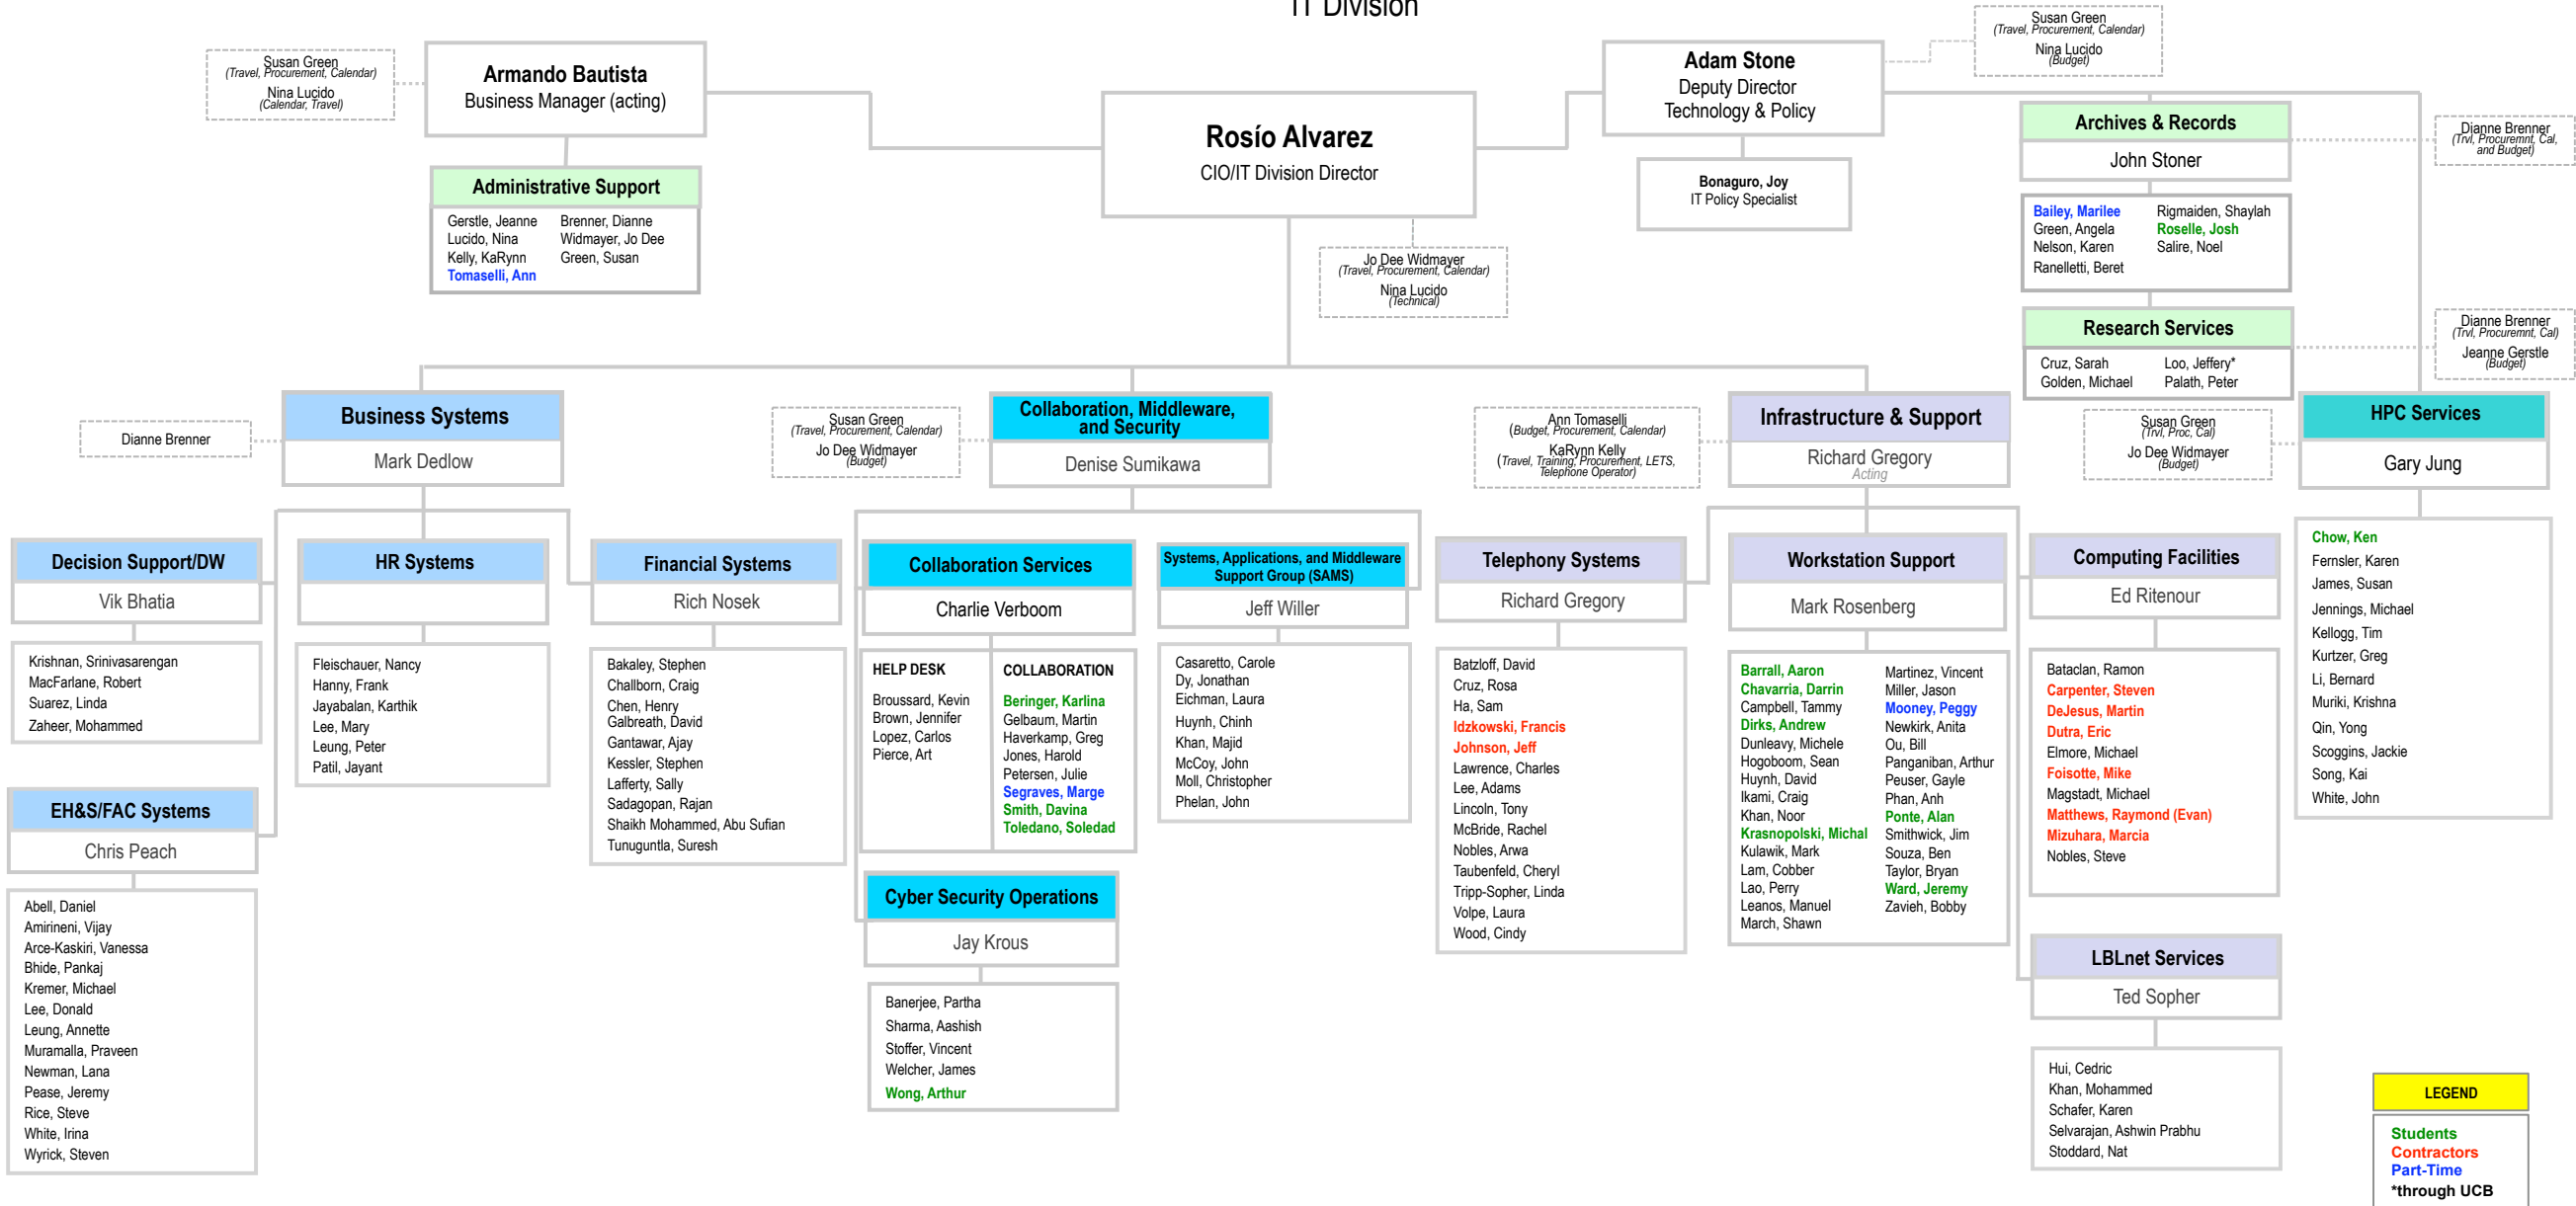 IT Division
Susan Green
(Travel, Procurement, Calendar)
Nina Lucido
(Calendar, Travel)
Armando Bautista
Business Manager (acting)
Administrative Support
Gerstle, Jeanne
Lucido, Nina
Kelly, KaRynn
Tomaselli, Ann
Brenner, Dianne
Widmayer, Jo Dee
Green, Susan
Rosío Alvarez
CIO/IT Division Director
Jo Dee Widmayer
(Travel, Procurement, Calendar)
Nina Lucido
(Technical)
Adam Stone
Deputy Director
Technology & Policy
Bonaguro, Joy
IT Policy Specialist
Susan Green
(Travel, Procurement, Calendar)
Nina Lucido
(Budget)
Archives & Records
John Stoner
Dianne Brenner
(Trvl, Procuremnt, Cal,
and Budget)
Bailey, Marilee
Green, Angela
Nelson, Karen
Ranelletti, Beret
Rigmaiden, Shaylah
Roselle, Josh
Salire, Noel
Research Services
Cruz, Sarah
Golden, Michael
Loo, Jeffery*
Palath, Peter
Dianne Brenner
(Trvl, Procuremnt, Cal)
Jeanne Gerstle
(Budget)
Dianne Brenner
Business Systems
Mark Dedlow
Susan Green
(Travel, Procurement, Calendar)
Jo Dee Widmayer
(Budget)
Collaboration, Middleware,
and Security
Denise Sumikawa
Ann Tomaselli
(Budget, Procurement, Calendar)
KaRynn Kelly
(Travel, Training, Procurement, LETS,
Telephone Operator)
Infrastructure & Support
Richard Gregory
Acting
Susan Green
(Trvl, Proc, Cal)
Jo Dee Widmayer
(Budget)
HPC Services
Gary Jung
Decision Support/DW
Vik Bhatia
Krishnan, Srinivasarengan
MacFarlane, Robert
Suarez, Linda
Zaheer, Mohammed
EH&S/FAC Systems
Chris Peach
Abell, Daniel
Amirineni, Vijay
Arce-Kaskiri, Vanessa
Bhide, Pankaj
Kremer, Michael
Lee, Donald
Leung, Annette
Muramalla, Praveen
Newman, Lana
Pease, Jeremy
Rice, Steve
White, Irina
Wyrick, Steven
HR Systems
Fleischauer, Nancy
Hanny, Frank
Jayabalan, Karthik
Lee, Mary
Leung, Peter
Patil, Jayant
Financial Systems
Rich Nosek
Bakaley, Stephen
Challborn, Craig
Chen, Henry
Galbreath, David
Gantawar, Ajay
Kessler, Stephen
Lafferty, Sally
Sadagopan, Rajan
Shaikh Mohammed, Abu Sufian
Tunuguntla, Suresh
Collaboration Services
Charlie Verboom
HELP DESK
Broussard, Kevin
Brown, Jennifer
Lopez, Carlos
Pierce, Art
COLLABORATION
Beringer, Karlina
Gelbaum, Martin
Haverkamp, Greg
Jones, Harold
Petersen, Julie
Segraves, Marge
Smith, Davina
Toledano, Soledad
Cyber Security Operations
Jay Krous
Banerjee, Partha
Sharma, Aashish
Stoffer, Vincent
Welcher, James
Wong, Arthur
Systems, Applications, and Middleware
Support Group (SAMS)
Jeff Willer
Casaretto, Carole
Dy, Jonathan
Eichman, Laura
Huynh, Chinh
Khan, Majid
McCoy, John
Moll, Christopher
Phelan, John
Telephony Systems
Richard Gregory
Batzloff, David
Cruz, Rosa
Ha, Sam
Idzkowski, Francis
Johnson, Jeff
Lawrence, Charles
Lee, Adams
Lincoln, Tony
McBride, Rachel
Nobles, Arwa
Taubenfeld, Cheryl
Tripp-Sopher, Linda
Volpe, Laura
Wood, Cindy
Workstation Support
Mark Rosenberg
Barrall, Aaron
Chavarria, Darrin
Campbell, Tammy
Dirks, Andrew
Dunleavy, Michele
Hogoboom, Sean
Huynh, David
Ikami, Craig
Khan, Noor
Krasnopolski, Michal
Kulawik, Mark
Lam, Cobber
Lao, Perry
Leanos, Manuel
March, Shawn
Martinez, Vincent
Miller, Jason
Mooney, Peggy
Newkirk, Anita
Ou, Bill
Panganiban, Arthur
Peuser, Gayle
Phan, Anh
Ponte, Alan
Smithwick, Jim
Souza, Ben
Taylor, Bryan
Ward, Jeremy
Zavieh, Bobby
Computing Facilities
Ed Ritenour
Bataclan, Ramon
Carpenter, Steven
DeJesus, Martin
Dutra, Eric
Elmore, Michael
Foisotte, Mike
Magstadt, Michael
Matthews, Raymond (Evan)
Mizuhara, Marcia
Nobles, Steve
LBLnet Services
Ted Sopher
Hui, Cedric
Khan, Mohammed
Schafer, Karen
Selvarajan, Ashwin Prabhu
Stoddard, Nat
Chow, Ken
Fernsler, Karen
James, Susan
Jennings, Michael
Kellogg, Tim
Kurtzer, Greg
Li, Bernard
Muriki, Krishna
Qin, Yong
Scoggins, Jackie
Song, Kai
White, John
LEGEND
Students
Contractors
Part-Time
*through UCB